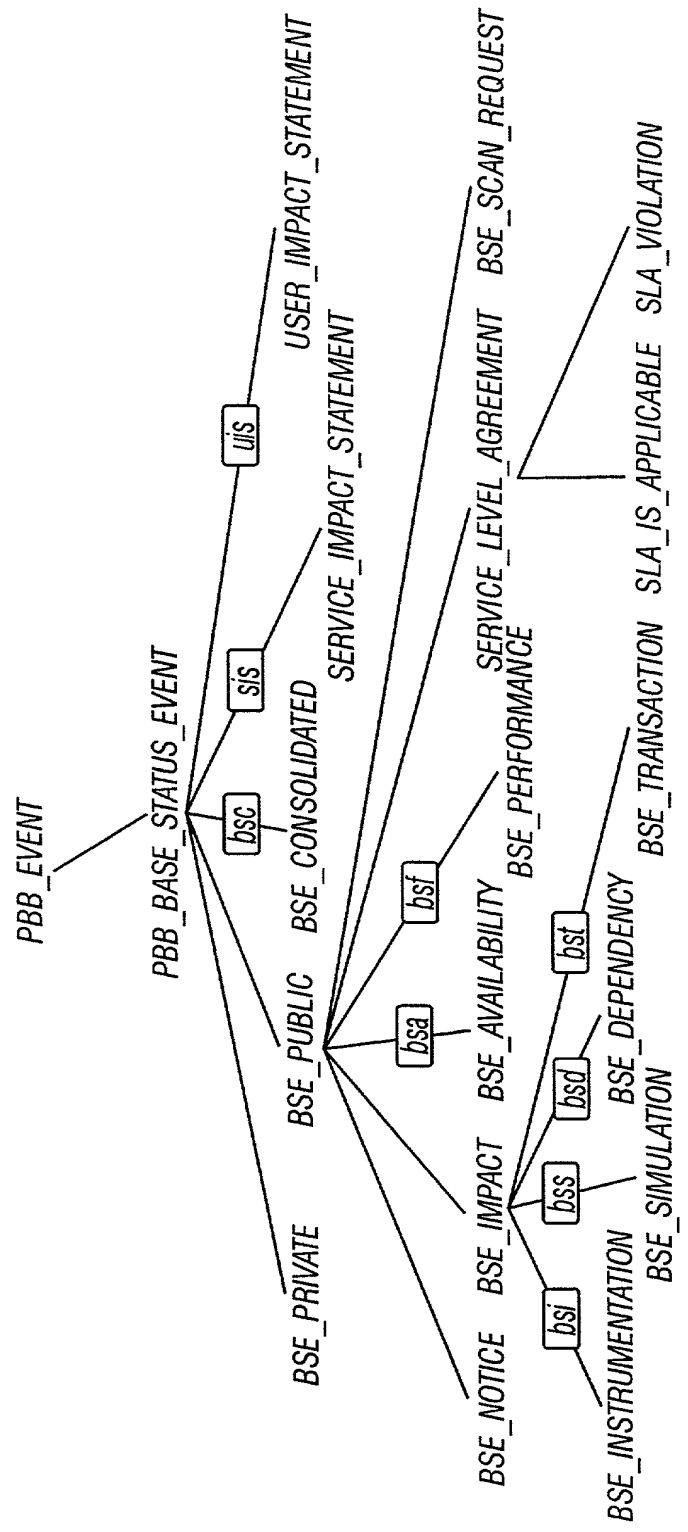 PBB_EVENT
PBB_BASE_STATUS_EVENT
bsc
sis
uis
BSE_PRIVATE
BSE_PUBLIC
BSE_CONSOLIDATED
SERVICE_IMPACT_STATEMENT
USER_IMPACT_STATEMENT
bsa
bsf
BSE_NOTICE
BSE_IMPACT
BSE_AVAILABILITY
BSE_PERFORMANCE
SERVICE_LEVEL_AGREEMENT
BSE_SCAN_REQUEST
bsi
bss
bsd
bst
BSE_INSTRUMENTATION
BSE_SIMULATION
BSE_DEPENDENCY
BSE_TRANSACTION
SLA_IS_APPLICABLE
SLA_VIOLATION